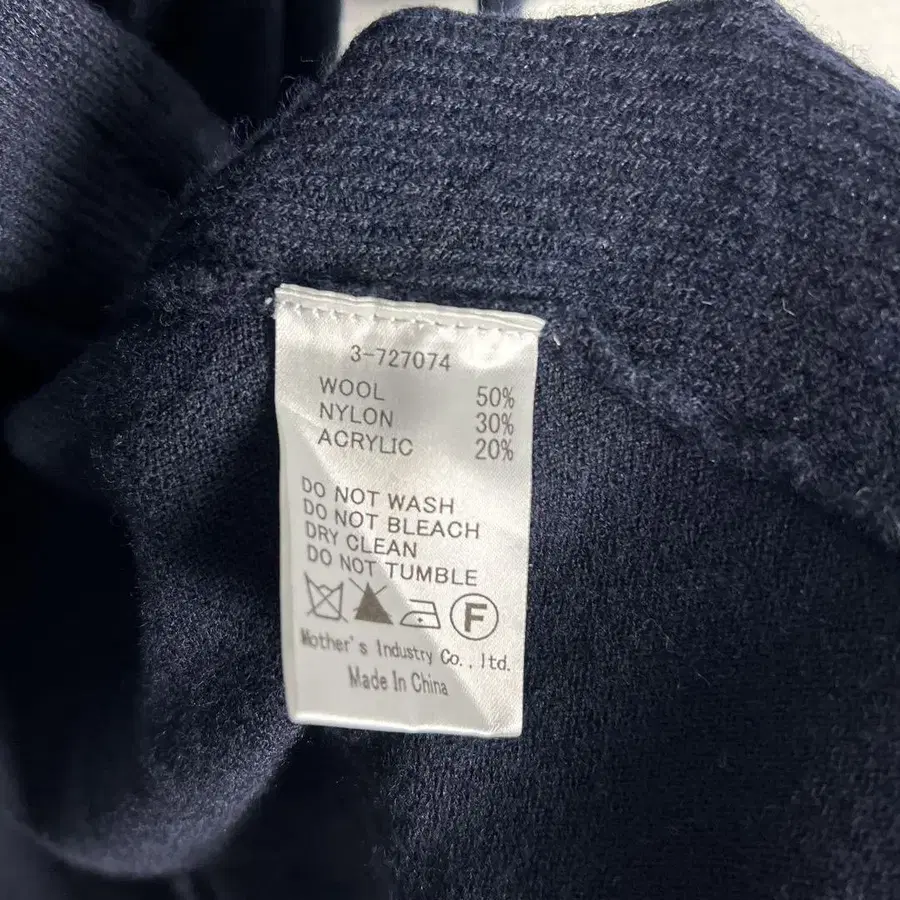 3-727074
WOOL 50%
NYLON 30%
ACRYLIC 20%
DO NOT WASH
DO NOT BLEACH
DRY CLEAN
DO NOT TUMBLE
F
Mother's Industry Co., ltd.
Made In China